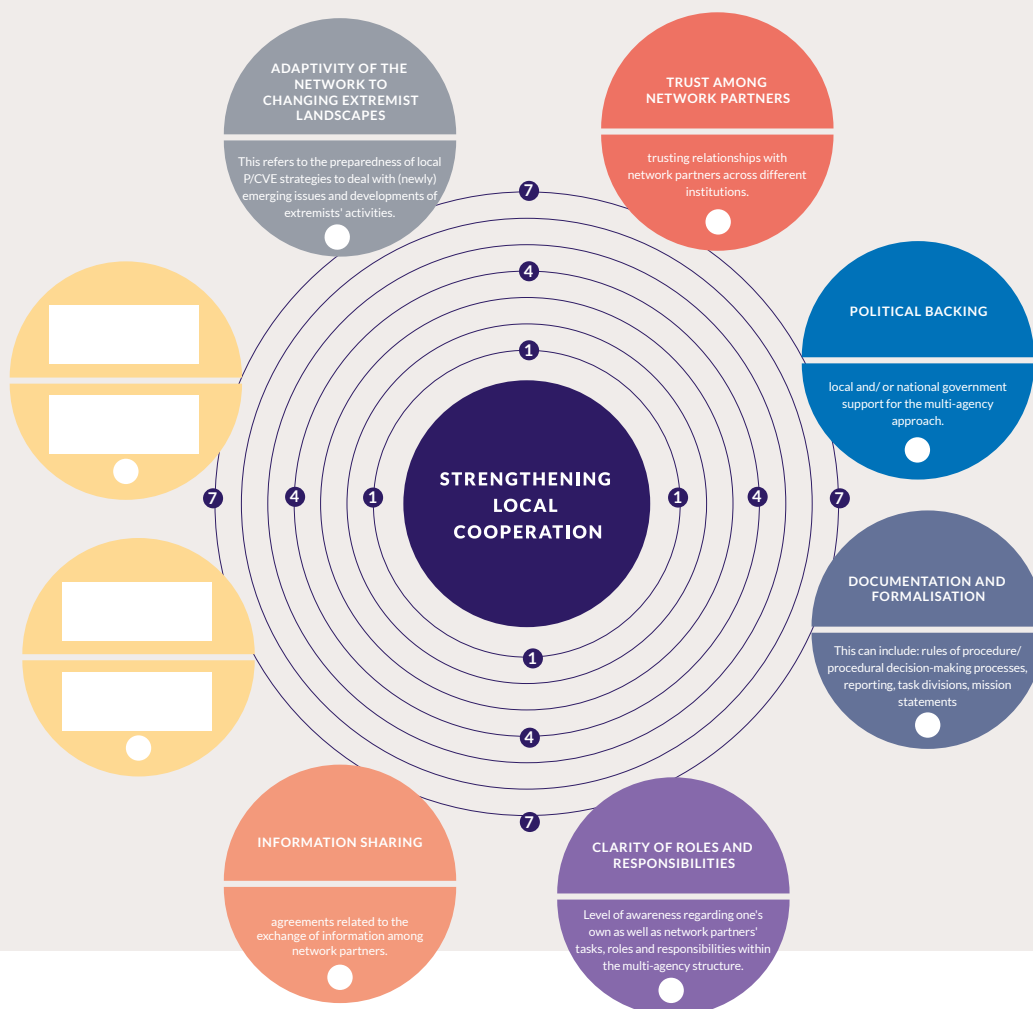 ADAPTIVITY OF THE
NETWORK TO
CHANGING EXTREMIST
LANDSCAPES
This refers to the preparedness of local
P/CVE strategies to deal with (newly)
emerging issues and developments of
extremists' activities.
TRUST AMONG
NETWORK PARTNERS
trusting relationships with
network partners across different
institutions.
POLITICAL BACKING
local and/ or national government
support for the multi-agency
approach.
DOCUMENTATION AND
FORMALISATION
This can include: rules of procedure/
procedural decision-making processes,
reporting, task divisions, mission
statements
CLARITY OF ROLES AND
RESPONSIBILITIES
Level of awareness regarding one's
own as well as network partners'
tasks, roles and responsibilities within
the multi-agency structure.
INFORMATION SHARING
agreements related to the
exchange of information among
network partners.
7
4
1
7
4
1
STRENGTHENING
LOCAL
COOPERATION
1
4
7
1
4
7